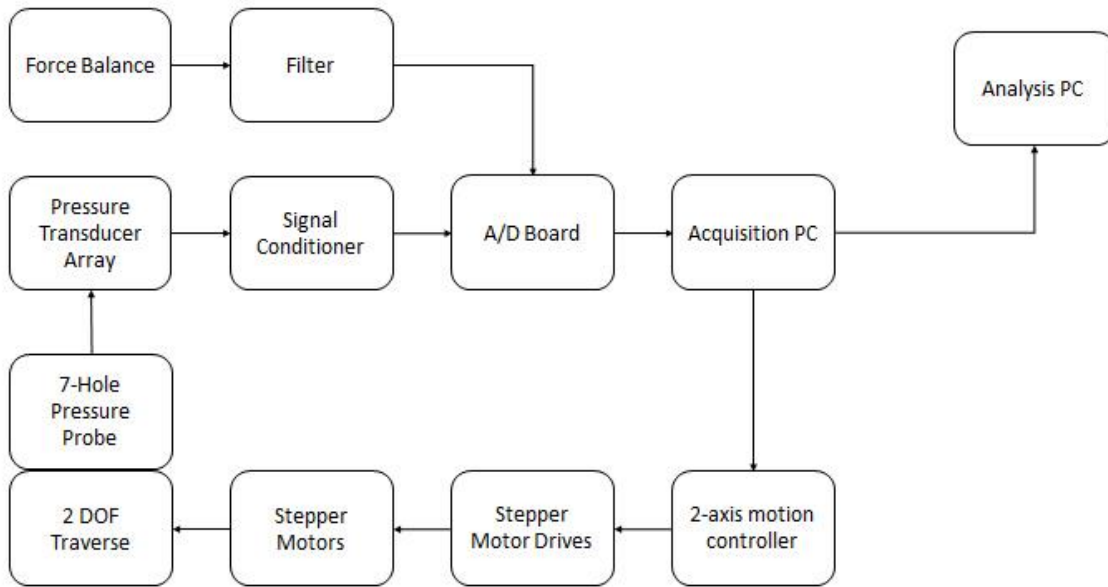 Force Balance
Filter
Analysis PC
Pressure
Transducer
Array
Signal
Conditioner
A/D Board
Acquisition PC
7-Hole
Pressure
Probe
2 DOF
Traverse
Stepper
Motors
Stepper
Motor Drives
2-axis motion
controller